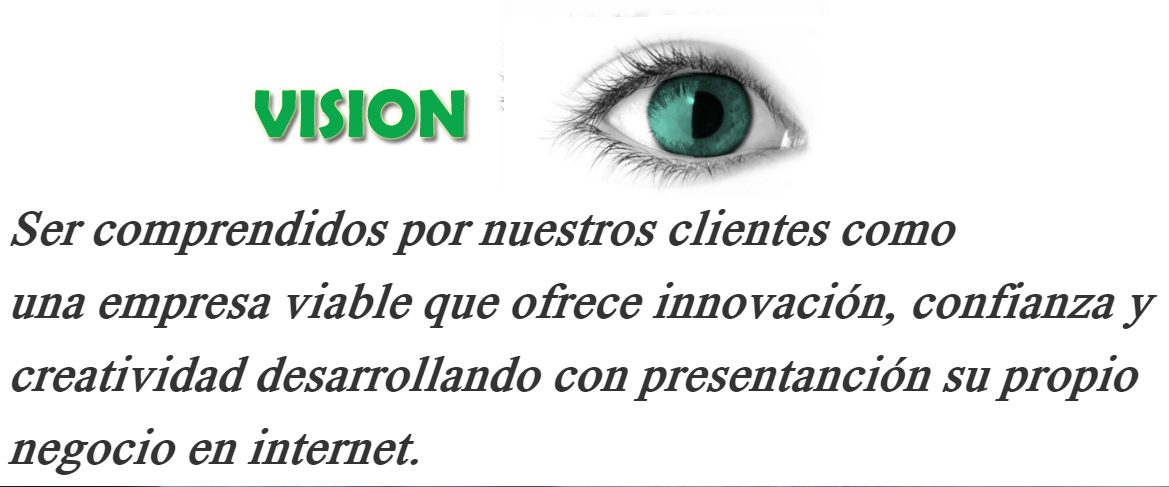 VISION
Ser comprendidos por nuestros clientes como
una empresa viable que ofrece innovación, confianza y
creatividad desarrollando con presentanción su propio
negocio en internet.